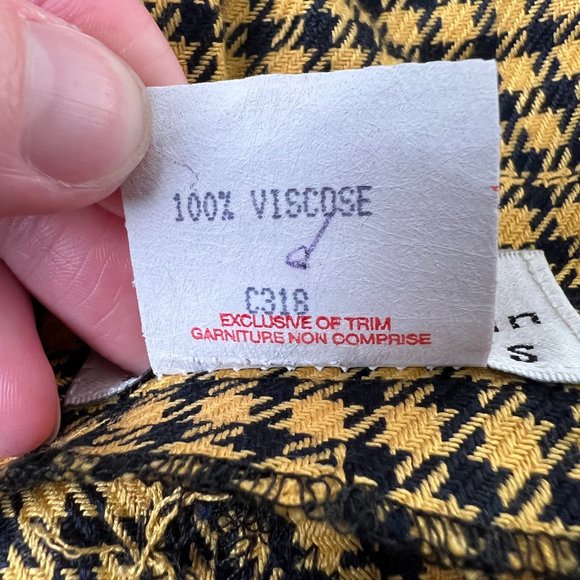 100% VISCOSE
C318
EXCLUSIVE OF TRIM
GARNITURE NON COMPRISE